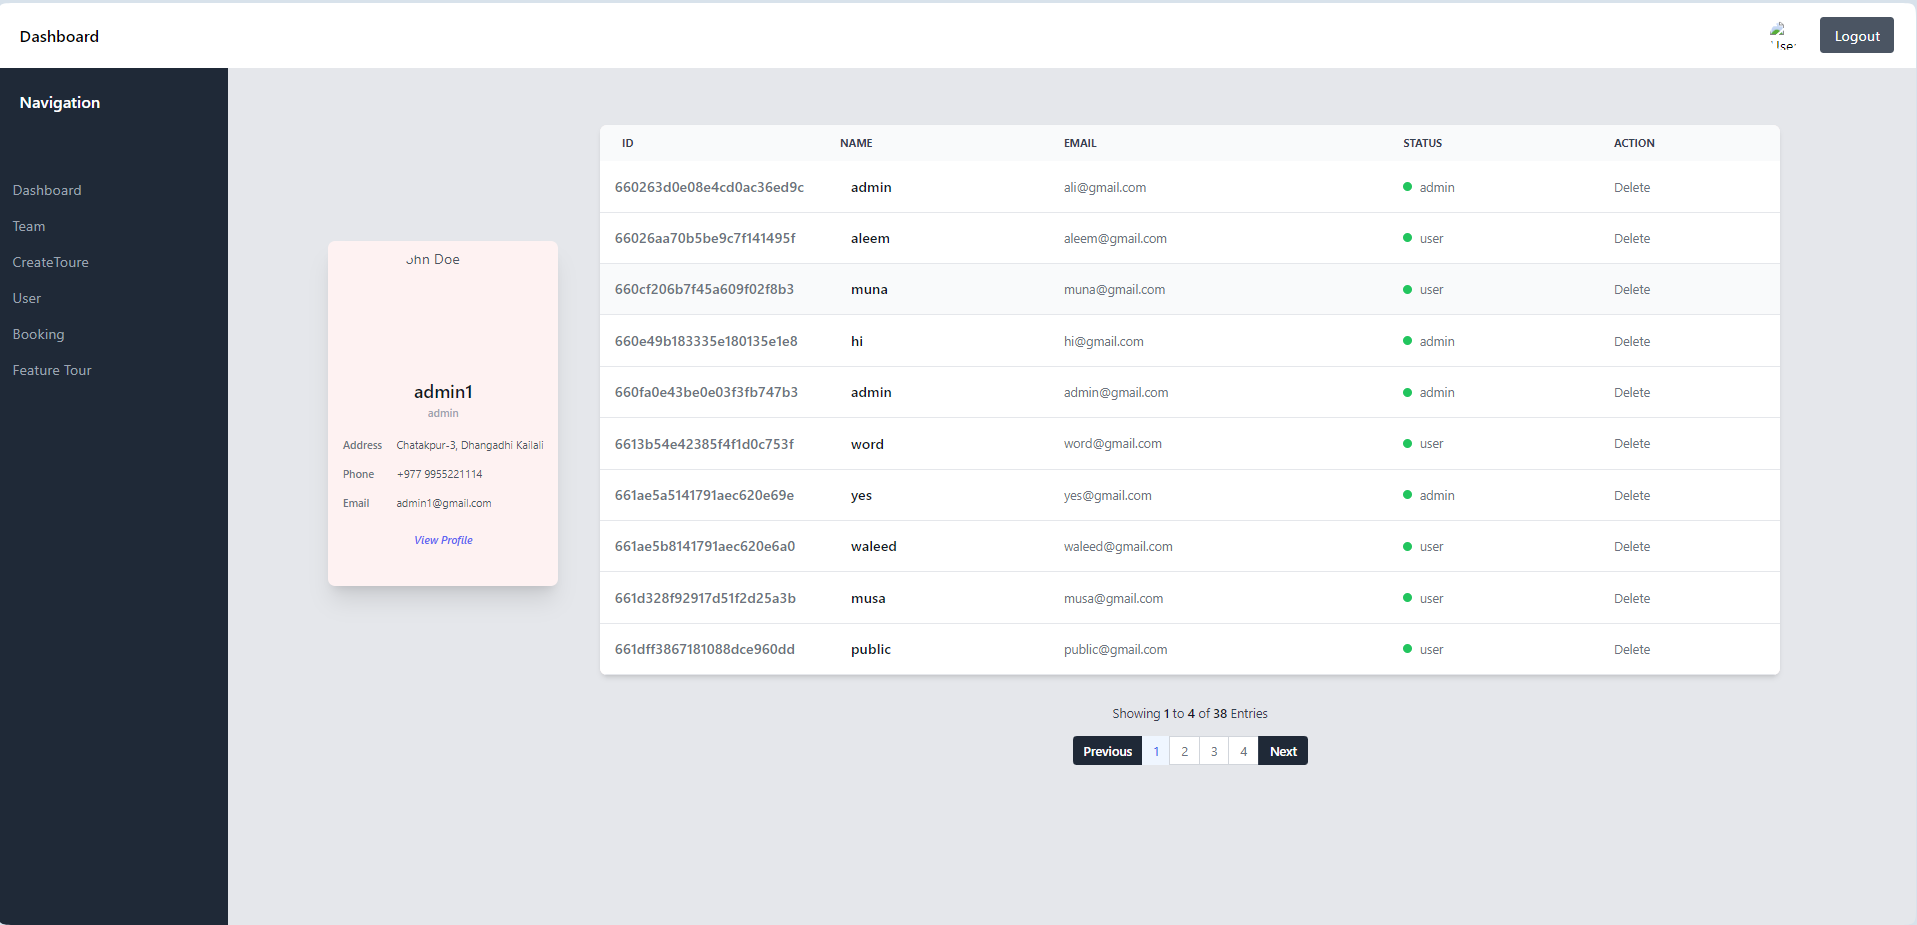 Dashboard
Logout
Navigation
Dashboard
Team
CreateToure
User
Booking
Feature Tour
admin1
admin
Address Chatakpur-3, Dhangadhi Kailali
Phone +977 9955221114
Email admin1@gmail.com
View Profile
ID NAME EMAIL STATUS ACTION
660263d0e08e4cd0ac36ed9c admin ali@gmail.com admin Delete
66026aa70b5be9c7f141495f aleem aleem@gmail.com user Delete
660cf206b7f45a609f02f8b3 muna muna@gmail.com user Delete
660e49b183335e180135e1e8 hi hi@gmail.com admin Delete
660fa0e43be0e03f3fb747b3 admin admin@gmail.com admin Delete
6613b54e42385f4f1d0c753f word word@gmail.com user Delete
661ae5a5141791aec620e69e yes yes@gmail.com admin Delete
661ae5b8141791aec620e6a0 waleed waleed@gmail.com user Delete
661d328f92917d51f2d25a3b musa musa@gmail.com user Delete
661dff3867181088dce960dd public public@gmail.com user Delete
Showing 1 to 4 of 38 Entries
Previous 1 2 3 4 Next